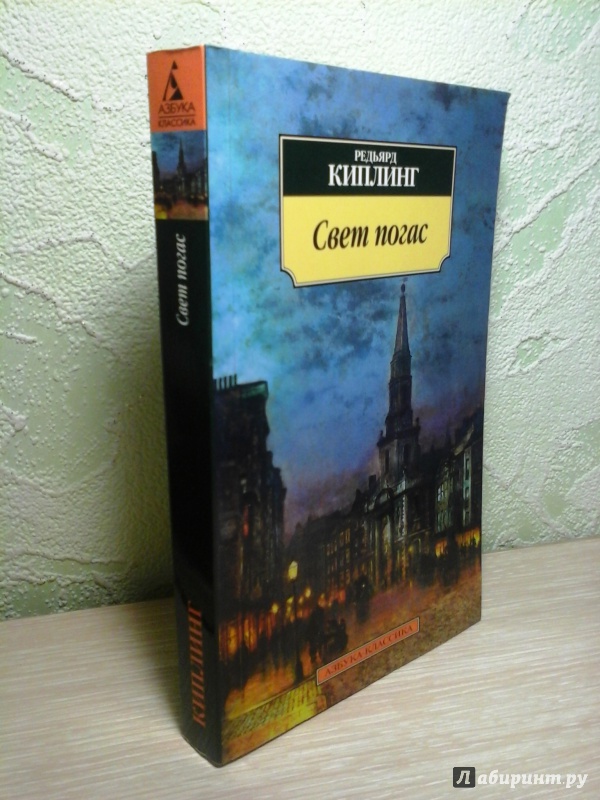 АЗБУКА
КЛАССИКА
Свет погас
КИПЛИНГ
РЕДЬЯРД
КИПЛИНГ
Свет погас
АЗБУКА-КЛАССИКА
Лабиринт.ру